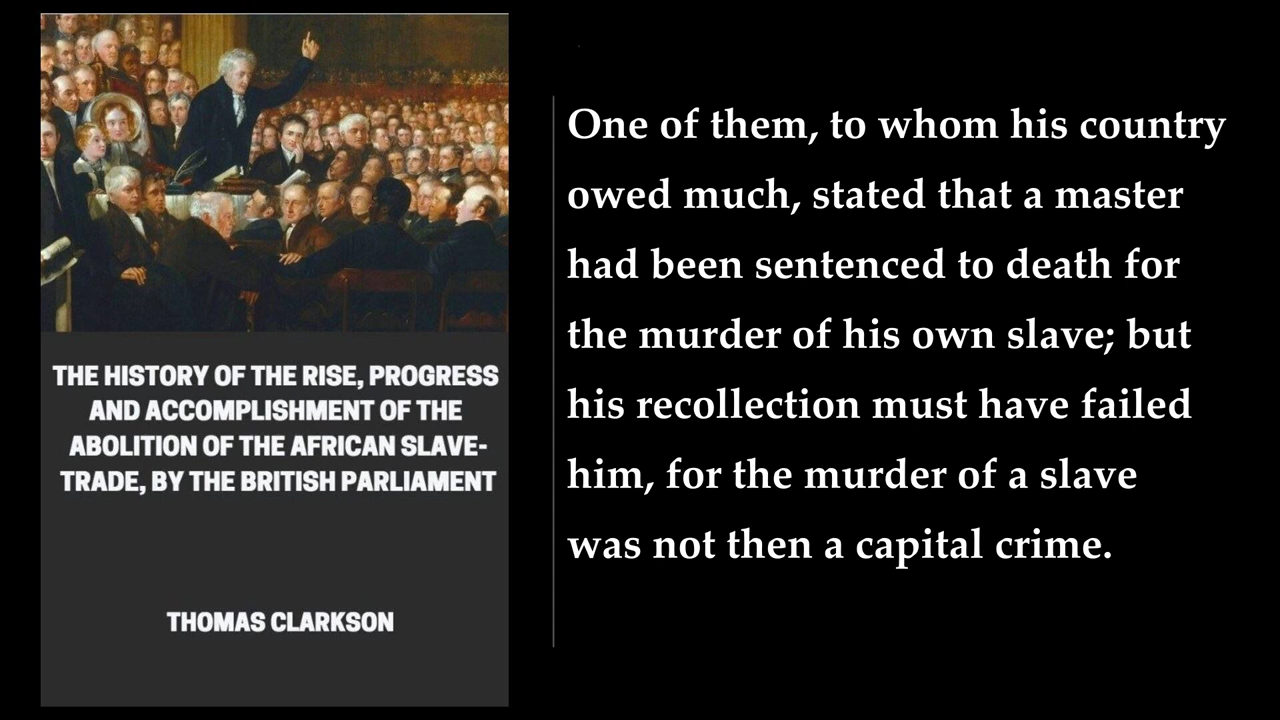 THE HISTORY OF THE RISE, PROGRESS
AND ACCOMPLISHMENT OF THE
ABOLITION OF THE AFRICAN SLAVE-
TRADE, BY THE BRITISH PARLIAMENT
THOMAS CLARKSON
One of them, to whom his country
owed much, stated that a master
had been sentenced to death for
the murder of his own slave; but
his recollection must have failed
him, for the murder of a slave
was not then a capital crime.